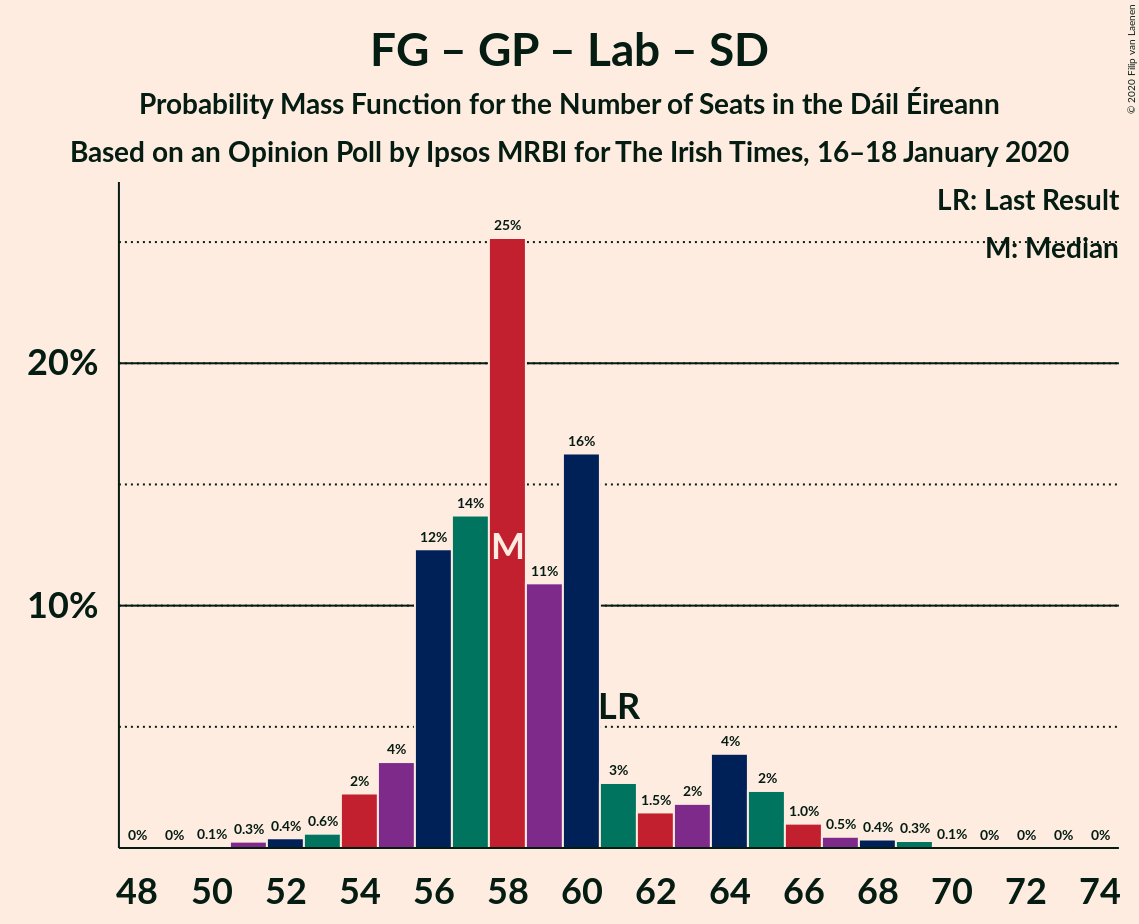 FG – GP – Lab – SD
Probability Mass Function for the Number of Seats in the Dáil Éireann
Based on an Opinion Poll by Ipsos MRBI for The Irish Times, 16–18 January 2020
© 2020 Filip van Laenen
LR: Last Result
M: Median
20%
10%
0% 0% 0.1% 0.3% 0.4% 0.6% 2% 4% 12% 14% 25% 11% 16% 3% 1.5% 2% 4% 2% 1.0% 0.5% 0.4% 0.3% 0.1% 0% 0% 0% 0%
M
LR
48 50 52 54 56 58 60 62 64 66 68 70 72 74